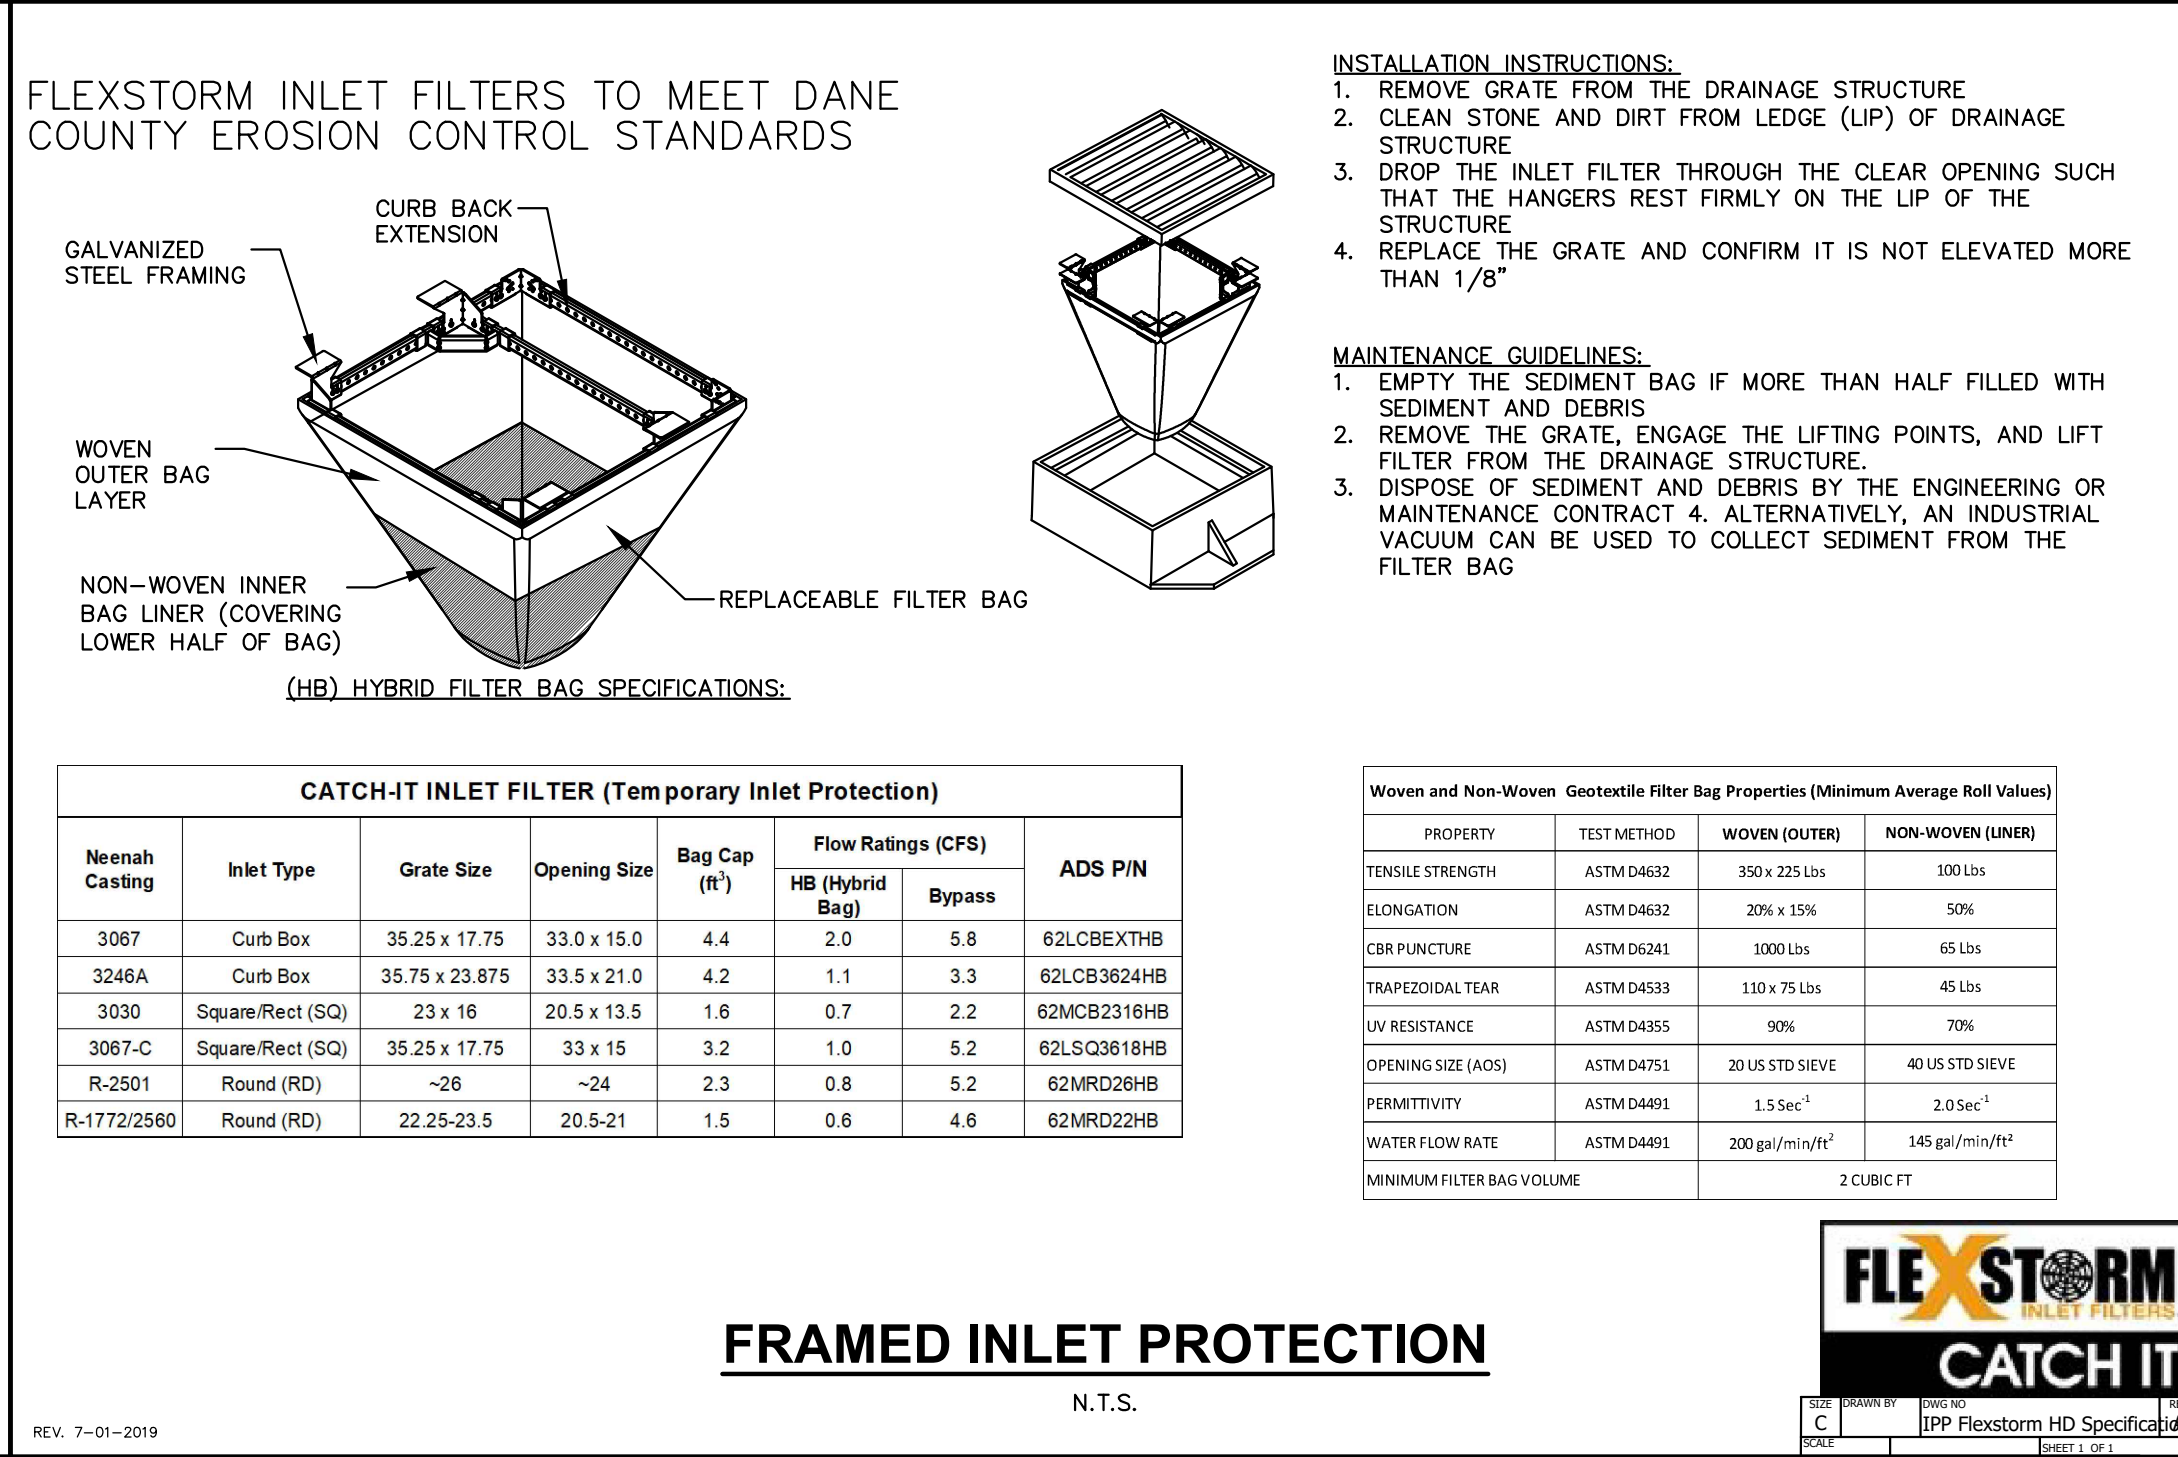 FLEXSTORM INLET FILTERS TO MEET DANE
COUNTY EROSION CONTROL STANDARDS
CURB BACK
EXTENSION
GALVANIZED
STEEL FRAMING
WOVEN
OUTER BAG
LAYER
NON-WOVEN INNER
BAG LINER (COVERING
LOWER HALF OF BAG)
REPLACEABLE FILTER BAG
(HB) HYBRID FILTER BAG SPECIFICATIONS:
INSTALLATION INSTRUCTIONS:
1. REMOVE GRATE FROM THE DRAINAGE STRUCTURE
2. CLEAN STONE AND DIRT FROM LEDGE (LIP) OF DRAINAGE
STRUCTURE
3. DROP THE INLET FILTER THROUGH THE CLEAR OPENING SUCH
THAT THE HANGERS REST FIRMLY ON THE LIP OF THE
STRUCTURE
4. REPLACE THE GRATE AND CONFIRM IT IS NOT ELEVATED MORE
THAN 1/8”
MAINTENANCE GUIDELINES:
1. EMPTY THE SEDIMENT BAG IF MORE THAN HALF FILLED WITH
SEDIMENT AND DEBRIS
2. REMOVE THE GRATE, ENGAGE THE LIFTING POINTS, AND LIFT
FILTER FROM THE DRAINAGE STRUCTURE.
3. DISPOSE OF SEDIMENT AND DEBRIS BY THE ENGINEERING OR
MAINTENANCE CONTRACT 4. ALTERNATIVELY, AN INDUSTRIAL
VACUUM CAN BE USED TO COLLECT SEDIMENT FROM THE
FILTER BAG
CATCH-IT INLET FILTER (Temporary Inlet Protection)
Neenah Casting Inlet Type Grate Size Opening Size Bag Cap (ft³) Flow Ratings (CFS) ADS P/N
HB (Hybrid Bag) Bypass
3067 Curb Box 35.25 x 17.75 33.0 x 15.0 4.4 2.0 5.8 62LCBEXTHB
3246A Curb Box 35.75 x 23.875 33.5 x 21.0 4.2 1.1 3.3 62LCB3624HB
3030 Square/Rect (SQ) 23 x 16 20.5 x 13.5 1.6 0.7 2.2 62MCB2316HB
3067-C Square/Rect (SQ) 35.25 x 17.75 33 x 15 3.2 1.0 5.2 62LSQ3618HB
R-2501 Round (RD) ~26 ~24 2.3 0.8 5.2 62MRD26HB
R-1772/2560 Round (RD) 22.25-23.5 20.5-21 1.5 0.6 4.6 62MRD22HB
Woven and Non-Woven Geotextile Filter Bag Properties (Minimum Average Roll Values)
PROPERTY TEST METHOD WOVEN (OUTER) NON-WOVEN (LINER)
TENSILE STRENGTH ASTM D4632 350 x 225 Lbs 100 Lbs
ELONGATION ASTM D4632 20% x 15% 50%
CBR PUNCTURE ASTM D6241 1000 Lbs 65 Lbs
TRAPEZOIDAL TEAR ASTM D4533 110 x 75 Lbs 45 Lbs
UV RESISTANCE ASTM D4355 90% 70%
OPENING SIZE (AOS) ASTM D4751 20 US STD SIEVE 40 US STD SIEVE
PERMITTIVITY ASTM D4491 1.5 Sec⁻¹ 2.0 Sec⁻¹
WATER FLOW RATE ASTM D4491 200 gal/min/ft² 145 gal/min/ft²
MINIMUM FILTER BAG VOLUME 2 CUBIC FT
FLEXSTORM
INLET FILTERS
CATCH IT
FRAMED INLET PROTECTION
N.T.S.
REV. 7-01-2019
SIZE DRAWN BY DWG NO
C IPP Flexstorm HD
SCALE SHEET 1 OF 1